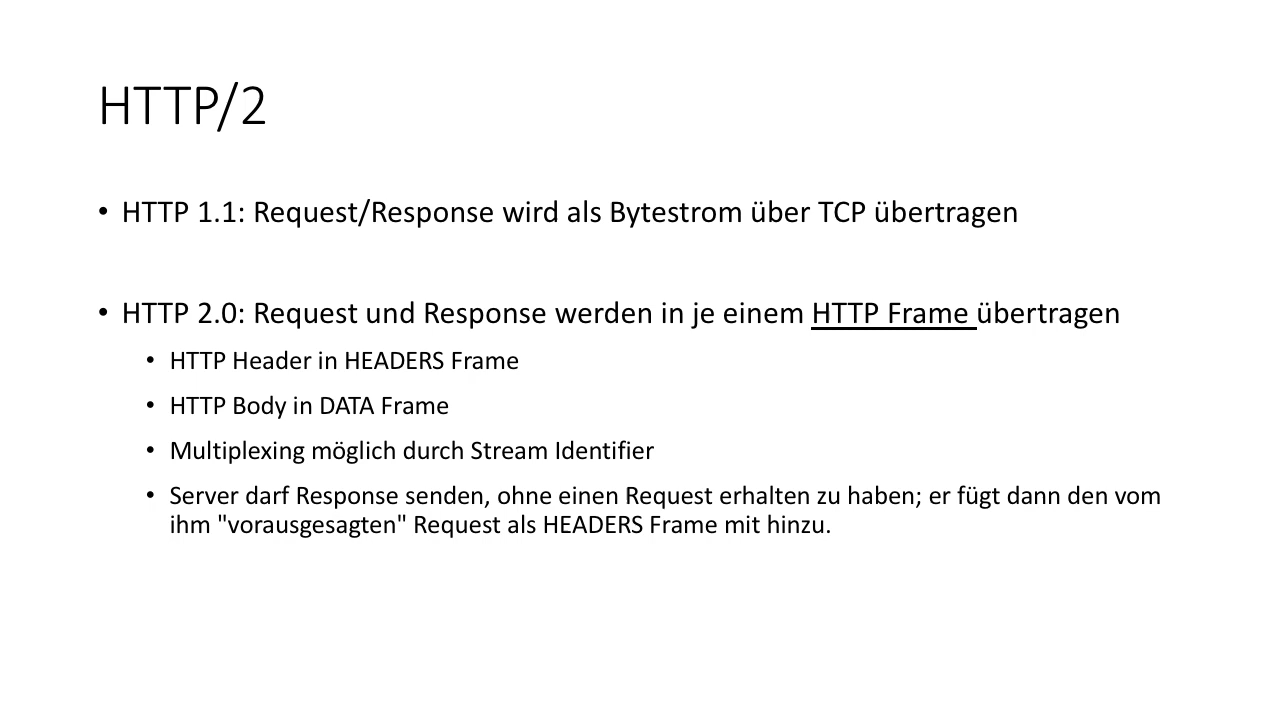 HTTP/2
• HTTP 1.1: Request/Response wird als Bytestrom über TCP übertragen
• HTTP 2.0: Request und Response werden in je einem HTTP Frame übertragen
• HTTP Header in HEADERS Frame
• HTTP Body in DATA Frame
• Multiplexing möglich durch Stream Identifier
• Server darf Response senden, ohne einen Request erhalten zu haben; er fügt dann den vom
ihm "vorausgesagten" Request als HEADERS Frame mit hinzu.